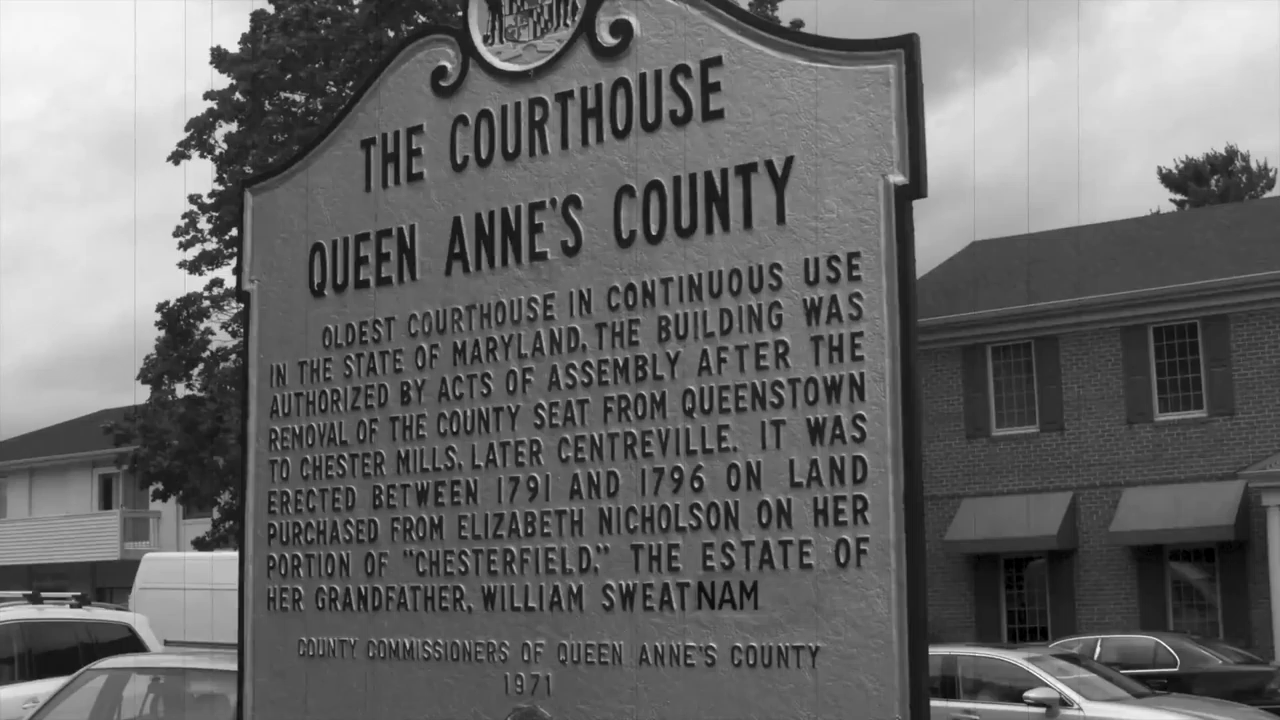 THE COURTHOUSE
QUEEN ANNE'S COUNTY
OLDEST COURTHOUSE IN CONTINUOUS USE
IN THE STATE OF MARYLAND, THE BUILDING WAS
AUTHORIZED BY ACTS OF ASSEMBLY AFTER THE
REMOVAL OF THE COUNTY SEAT FROM QUEENSTOWN
TO CHESTER MILLS, LATER CENTREVILLE. IT WAS
ERECTED BETWEEN 1791 AND 1796 ON LAND
PURCHASED FROM ELIZABETH NICHOLSON ON HER
PORTION OF "CHESTERFIELD," THE ESTATE OF
HER GRANDFATHER, WILLIAM SWEATNAM
COUNTY COMMISSIONERS OF QUEEN ANNE'S COUNTY
1971